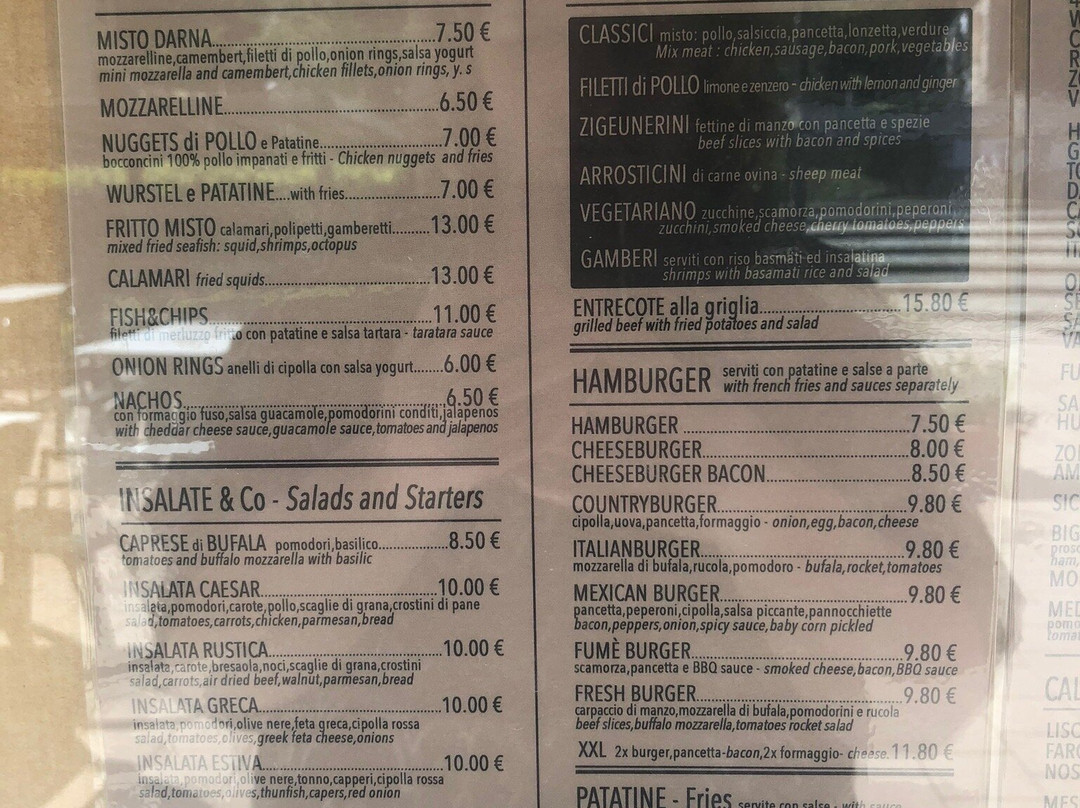 MISTO DARNA..........7.50 €
mozzarelline,camembert,filetti di pollo,onion rings,salsa yogurt
mini mozzarella and camembert,chicken fillets,onion rings, y. s
MOZZARELLINE..........6.50 €
NUGGETS di POLLO e Patatine..........7.00 €
bocconcini 100% pollo impanati e fritti - Chicken nuggets and fries
WURSTEL e PATATINE....with fries..........7.00 €
FRITTO MISTO calamari,polipetti,gamberetti.........13.00 €
mixed fried seafish: squid,shrimps,octopus
CALAMARI fried squids..........13.00 €
FISH&CHIPS..........11.00 €
filetti di merluzzo fritto con patatine e salsa tartara - taratara sauce
ONION RINGS anelli di cipolla con salsa yogurt.......6.00 €
NACHOS..........6.50 €
con formaggio fuso,salsa guacamole,pomodorini conditi,jalapenos
with cheddar cheese sauce,guacamole sauce,tomatoes and jalapenos
INSALATE & Co - Salads and Starters
CAPRESE di BUFALA pomodori,basilico..........8.50 €
tomatoes and buffalo mozzarella with basilic
INSALATA CAESAR..........10.00 €
insalata,pomodori,carote,pollo,scaglie di grana,crostini di pane
salad,tomatoes,carrots,chicken,parmesan,bread
INSALATA RUSTICA..........10.00 €
insalata,carote,bresaola,noci,scaglie di grana,crostini
salad,carrots,air dried beef,walnut,parmesan,bread
INSALATA GRECA..........10.00 €
insalata,pomodori,olive nere,feta greca,cipolla rossa
salad,tomatoes,olives,greek feta cheese,onions
INSALATA ESTIVA..........10.00 €
insalata,pomodori,olive nere,tonno,capperi,cipolla rossa
salad,tomatoes,olives,thunfish,capers,red onion
CLASSICI misto: pollo,salsiccia,pancetta,lonzetta,verdure
Mix meat : chicken,sausage,bacon,pork,vegetables
FILETTI di POLLO limone e zenzero - chicken with lemon and ginger
ZIGEUNERINI fettine di manzo con pancetta e spezie
beef slices with bacon and spices
ARROSTICINI di carne ovina - sheep meat
VEGETARIANO zucchine,scamorza,pomodorini,peperoni
zucchini,smoked cheese,cherry tomatoes,peppers
GAMBERI serviti con riso basmati ed insalatina
shrimps with basamati rice and salad
ENTRECOTE alla griglia..........15.80 €
grilled beef with fried potatoes and salad
HAMBURGER serviti con patatine e salse a parte
with french fries and sauces separately
HAMBURGER..........7.50 €
CHEESEBURGER..........8.00 €
CHEESEBURGER BACON..........8.50 €
COUNTRYBURGER..........9.80 €
cipolla,uova,pancetta,formaggio - onion,egg,bacon,cheese
ITALIANBURGER..........9.80 €
mozzarella di bufala,rucola,pomodoro - bufala,rocket,tomatoes
MEXICAN BURGER..........9.80 €
pancetta,peperoni,cipolla,salsa piccante,pannocchiette
bacon,peppers,onion,spicy sauce,baby corn pickled
FUMÈ BURGER..........9.80 €
scamorza,pancetta e BBQ sauce - smoked cheese,bacon,BBQ sauce
FRESH BURGER..........9.80 €
carpaccio di manzo,mozzarella di bufala,pomodorini e rucola
beef slices,buffalo mozzarella,tomatoes rocket salad
XXL 2x burger,pancetta-bacon,2x formaggio- cheese.11.80 €
PATATINE - Fries servite con salse - with sauce